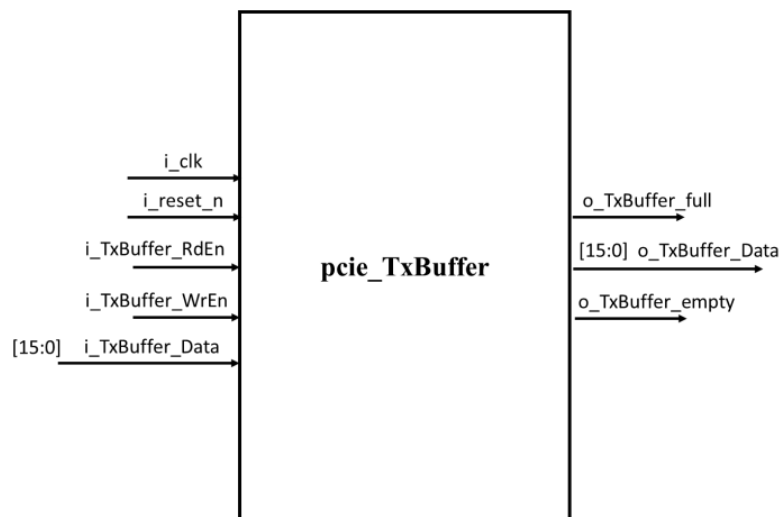 i_clk
i_reset_n
i_TxBuffer_RdEn
i_TxBuffer_WrEn
[15:0] i_TxBuffer_Data
pcie_TxBuffer
o_TxBuffer_full
[15:0] o_TxBuffer_Data
o_TxBuffer_empty